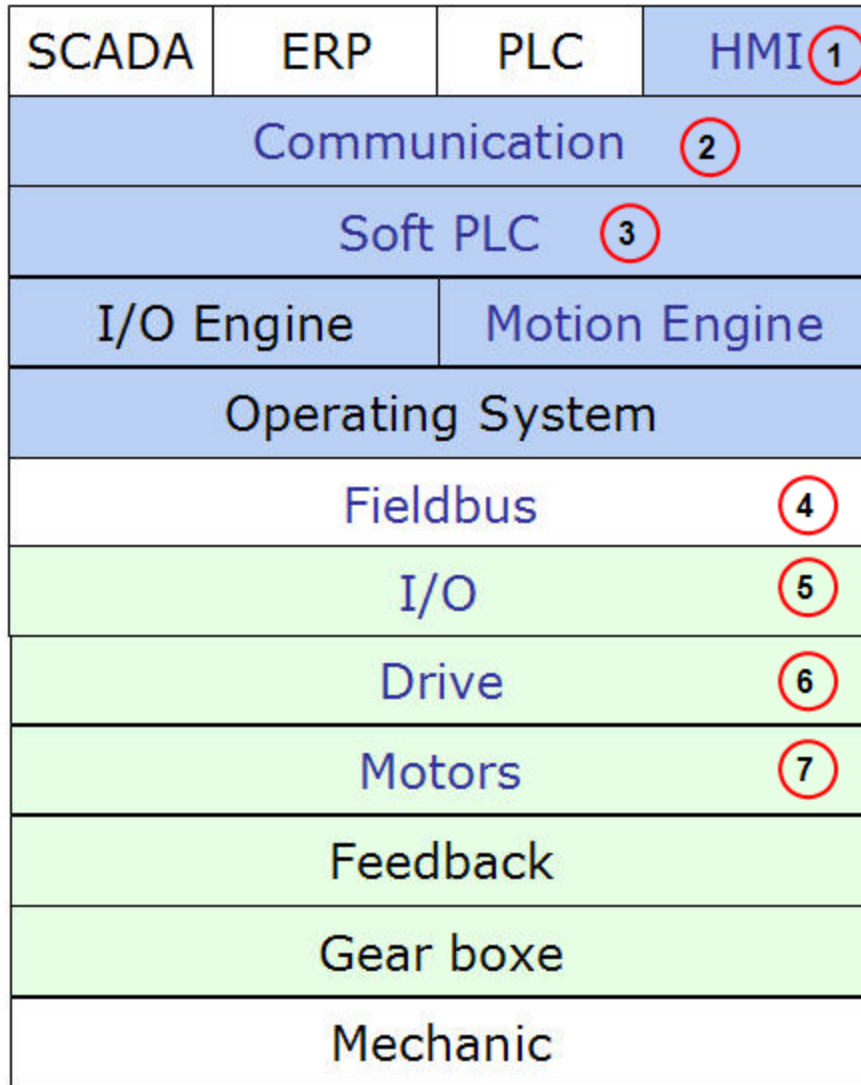 SCADA ERP PLC HMI 1
Communication 2
Soft PLC 3
I/O Engine Motion Engine
Operating System
Fieldbus 4
I/O 5
Drive 6
Motors 7
Feedback
Gear boxe
Mechanic